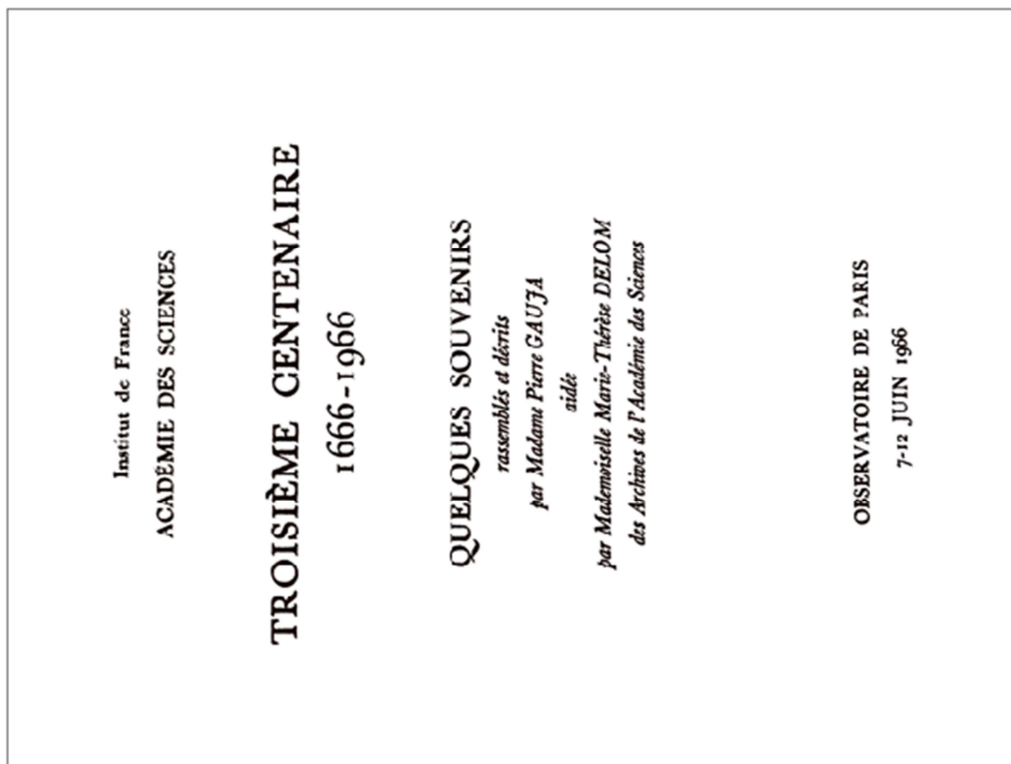 Institut de France
ACADÉMIE DES SCIENCES
TROISIÈME CENTENAIRE
1666-1966
QUELQUES SOUVENIRS
rassemblés et décrits
par Madame Pierre GAUJA
aidée
par Mademoiselle Marie-Thérèse DELOM
des Archives de l'Académie des Sciences
OBSERVATOIRE DE PARIS
7-12 JUIN 1966